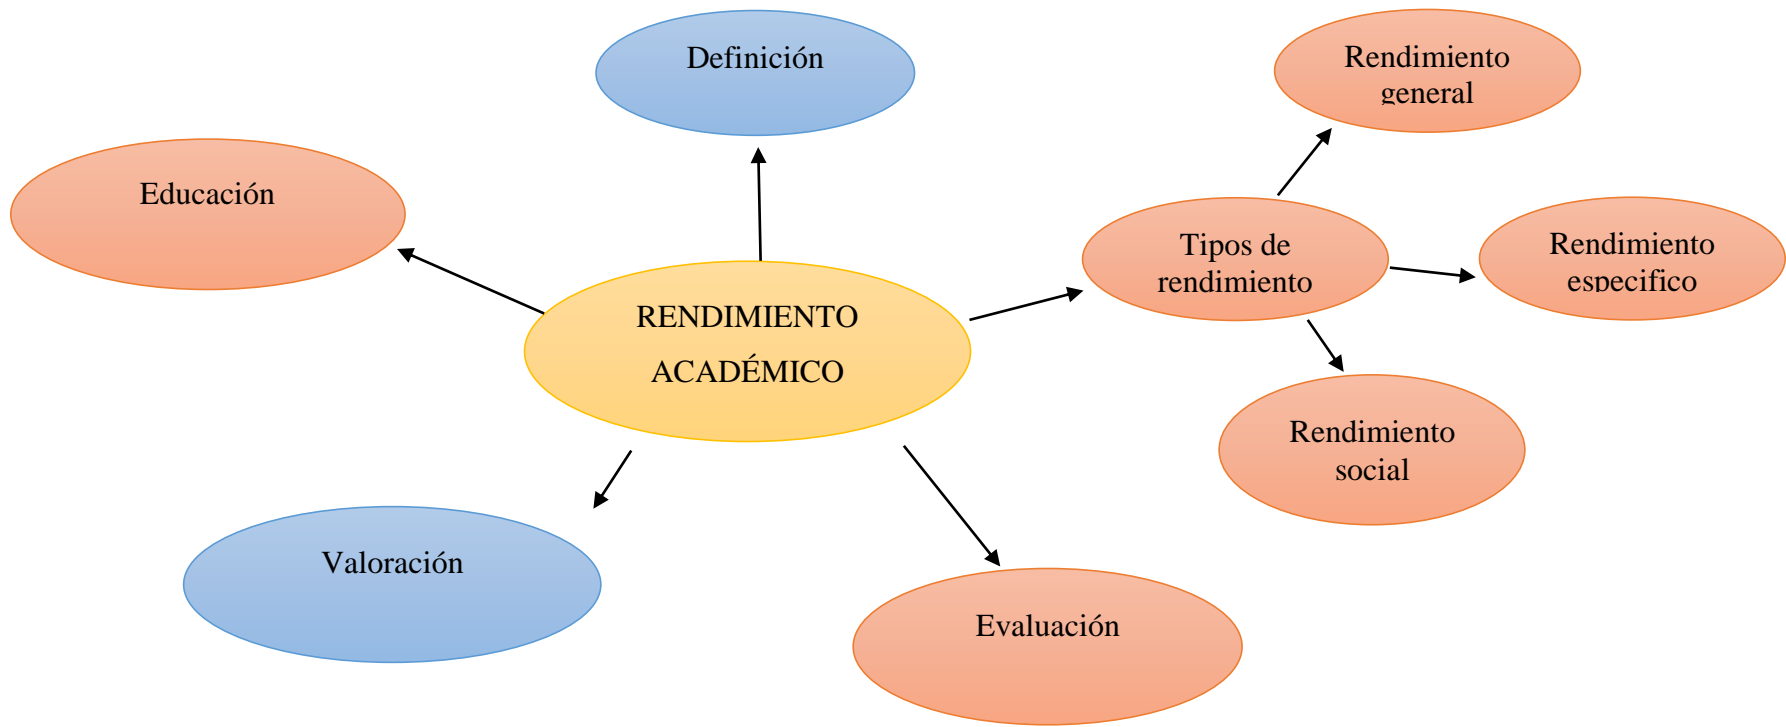 Definición
Rendimiento
general
Educación
Tipos de
rendimiento
Rendimiento
especifico
RENDIMIENTO
ACADÉMICO
Rendimiento
social
Valoración
Evaluación